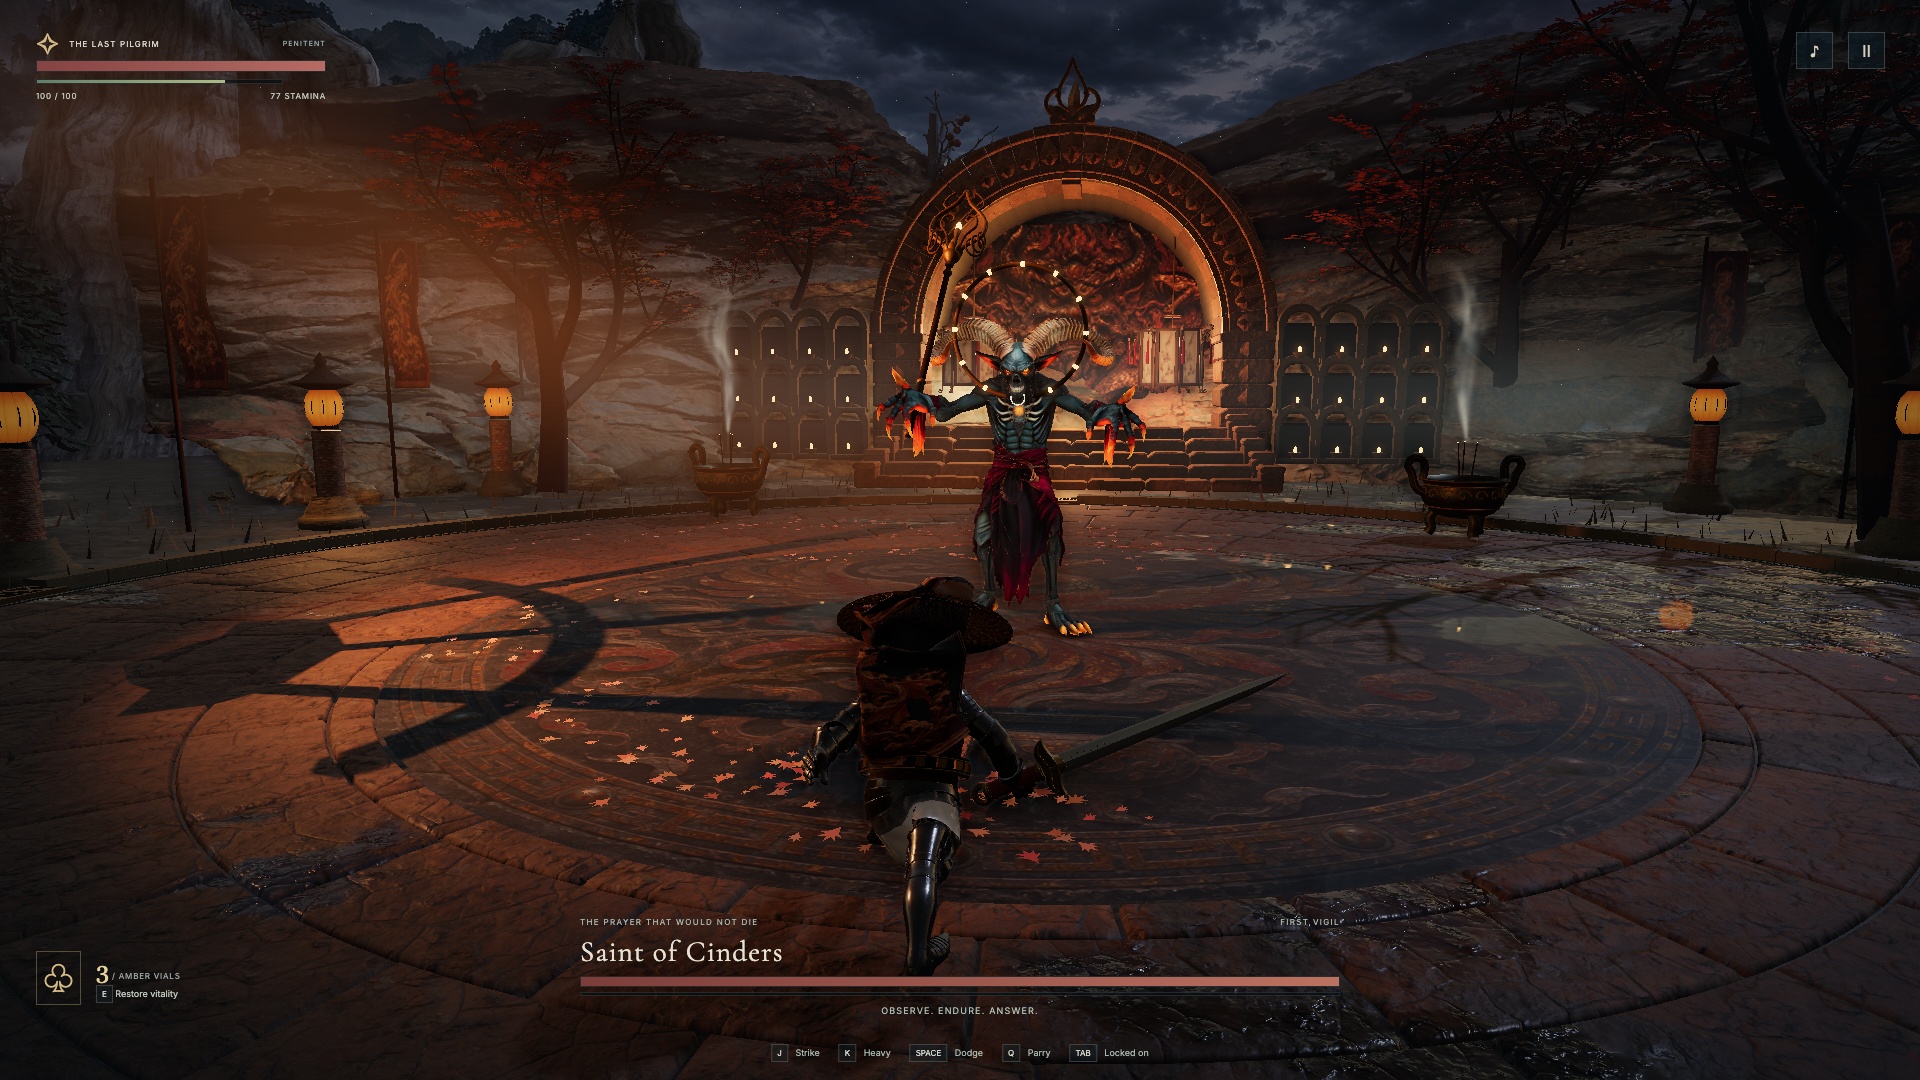 THE LAST PILGRIM
PENITENT
100 / 100
77 STAMINA
THE PRAYER THAT WOULD NOT DIE
FIRST VIGIL
Saint of Cinders
3 / AMBER VIALS
E Restore vitality
OBSERVE. ENDURE. ANSWER.
J Strike K Heavy SPACE Dodge Q Parry TAB Locked on